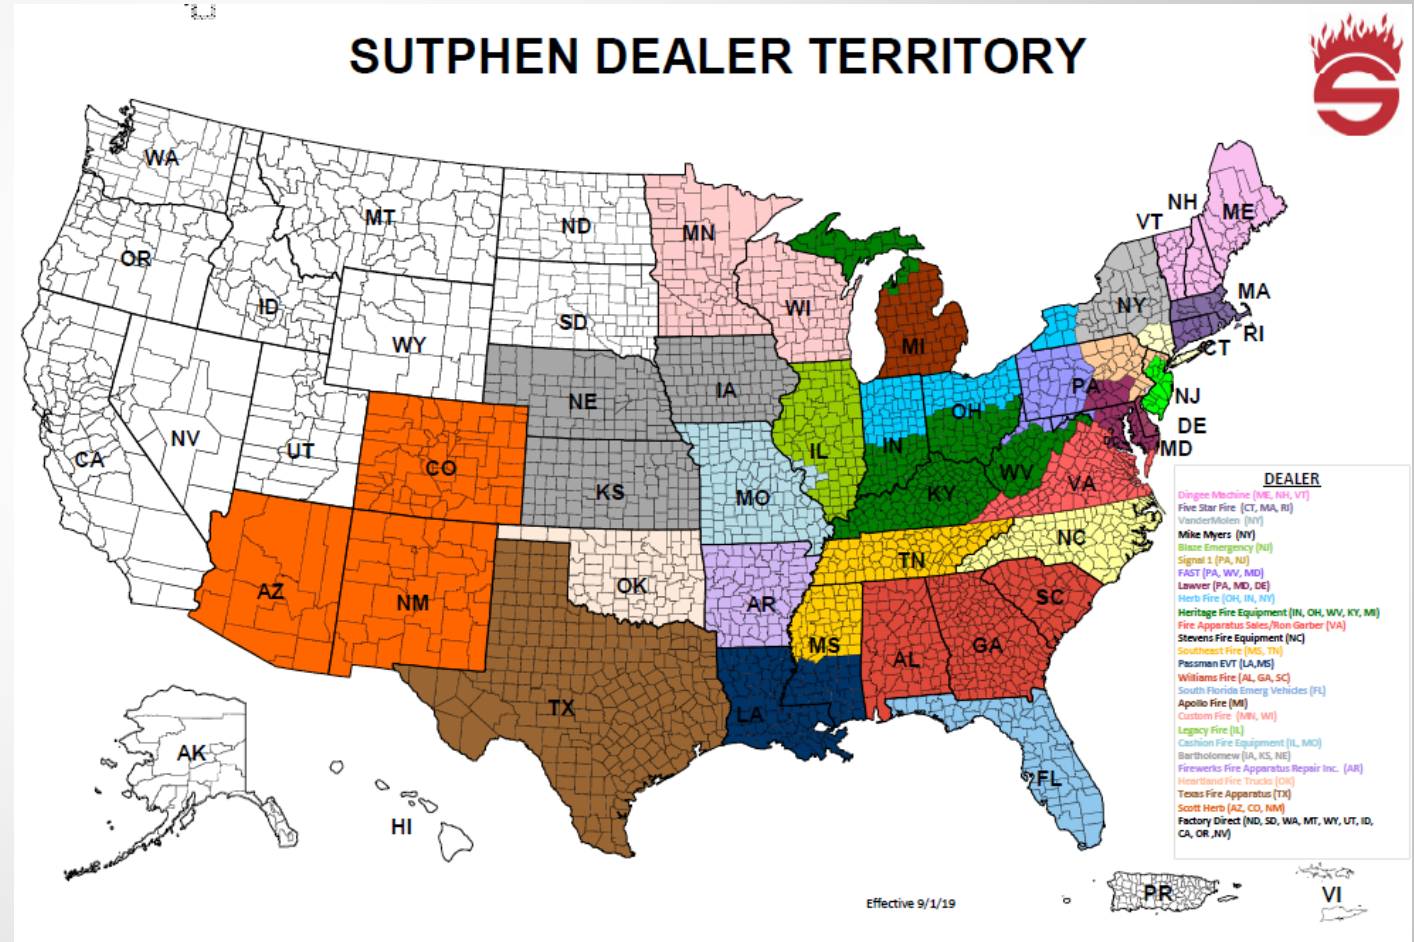 SUTPHEN DEALER TERRITORY
WA
MT
ND
MN
OR
ID
SD
WI
WY
MI
VT
NH
ME
NY
MA
RI
CT
NE
IA
PA
NJ
NV
UT
CO
IL
IN
OH
DE
MD
DC
CA
KS
MO
WV
KY
VA
AZ
NM
OK
AR
TN
NC
SC
MS
AL
GA
TX
LA
FL
AK
HI
PR
VI
DEALER
Dingee Machine (ME, NH, VT)
Five Star Fire (CT, MA, RI)
VanderMolen (NY)
Mike Myers (NY)
Blaze Emergency (NJ)
Signal 1 (PA, NJ)
FAST (PA, WV, MD)
Lawver (PA, MD, DE)
Herb Fire (OH, IN, NY)
Heritage Fire Equipment (IN, OH, WV, KY, MI)
Fire Apparatus Sales/Ron Garber (VA)
Stevens Fire Equipment (NC)
Southeast Fire (MS, TN)
Passman EVT (LA,MS)
Williams Fire (AL, GA, SC)
South Florida Emerg Vehicles (FL)
Apollo Fire (MI)
Custom Fire (MN, WI)
Legacy Fire (IL)
Cashion Fire Equipment (IL, MO)
Bartholomew (IA, KS, NE)
Firewerks Fire Apparatus Repair Inc. (AR)
Heartland Fire Trucks (OK)
Texas Fire Apparatus (TX)
Scott Herb (AZ, CO, NM)
Factory Direct (ND, SD, WA, MT, WY, UT, ID,
CA, OR ,NV)
Effective 9/1/19